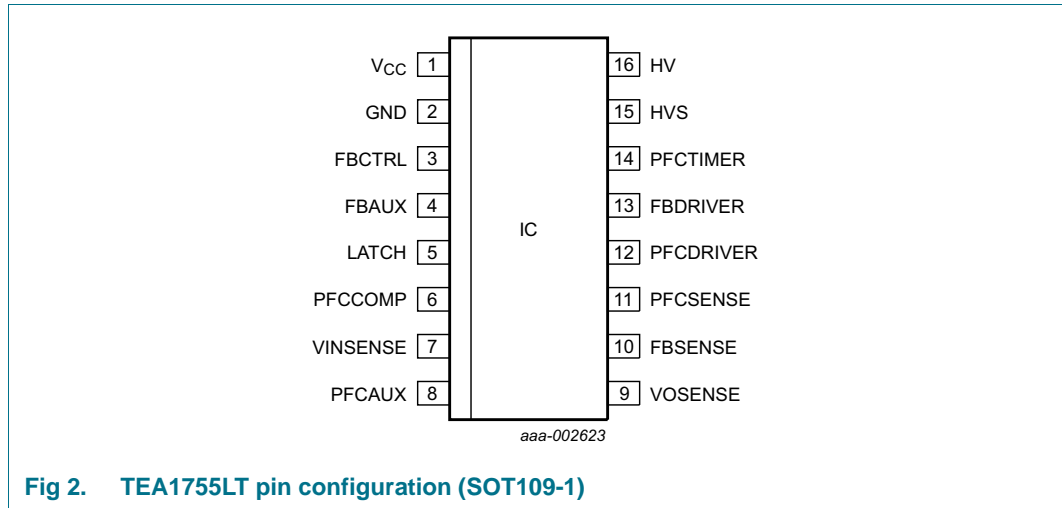 VCC 1 16 HV
GND 2 15 HVS
FBCTRL 3 14 PFCTIMER
FBAUX 4 13 FBDRIVER
IC
LATCH 5 12 PFCDRIVER
PFCCOMP 6 11 PFCSENSE
VINSENSE 7 10 FBSENSE
PFCAUX 8 9 VOSENSE
aaa-002623
Fig 2. TEA1755LT pin configuration (SOT109-1)